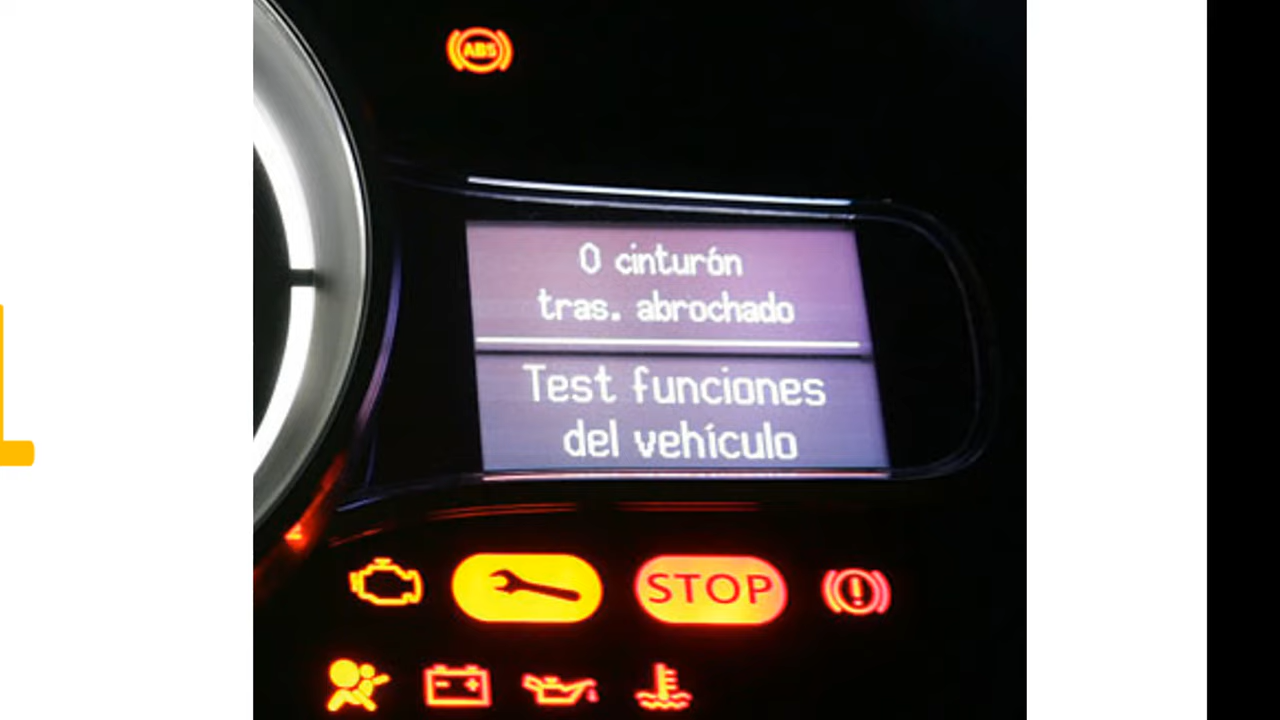 ABS
0 cinturón
tras. abrochado
Test funciones
del vehículo
STOP